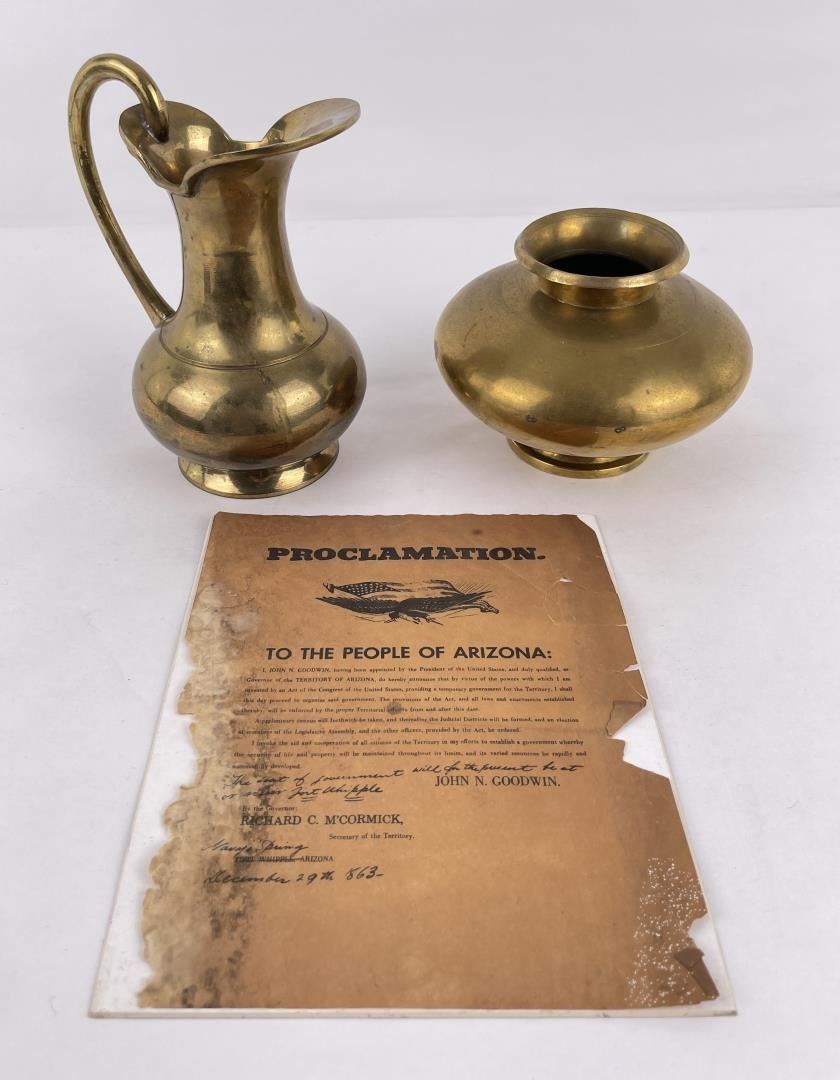 PROCLAMATION.
TO THE PEOPLE OF ARIZONA:
I, JOHN N. GOODWIN, having been appointed by the President of the United States, and duly qualified, as
Governor of the TERRITORY OF ARIZONA, do hereby announce that by virtue of the powers with which I am
invested by an Act of the Congress of the United States, providing a temporary government for the Territory, I shall
this day proceed to organize said government. The provisions of the Act, and all laws and enactments established
thereby, will be enforced by the proper Territorial officers from and after this date.
A preliminary census will forthwith be taken, and thereafter the Judicial Districts will be formed, and an election
of members of the Legislative Assembly, and the other officers, provided by the Act, be ordered.
I invoke the aid and cooperation of all citizens of the Territory in my efforts to establish a government whereby
the security of life and property will be maintained throughout its limits, and its varied resources be rapidly and
successfully developed.
The seat of government will for the present be at
or near Fort Whipple
JOHN N. GOODWIN.
By the Governor:
RICHARD C. M'CORMICK,
Secretary of the Territory.
Navajo Spring
FORT WHIPPLE, ARIZONA
December 29th 1863